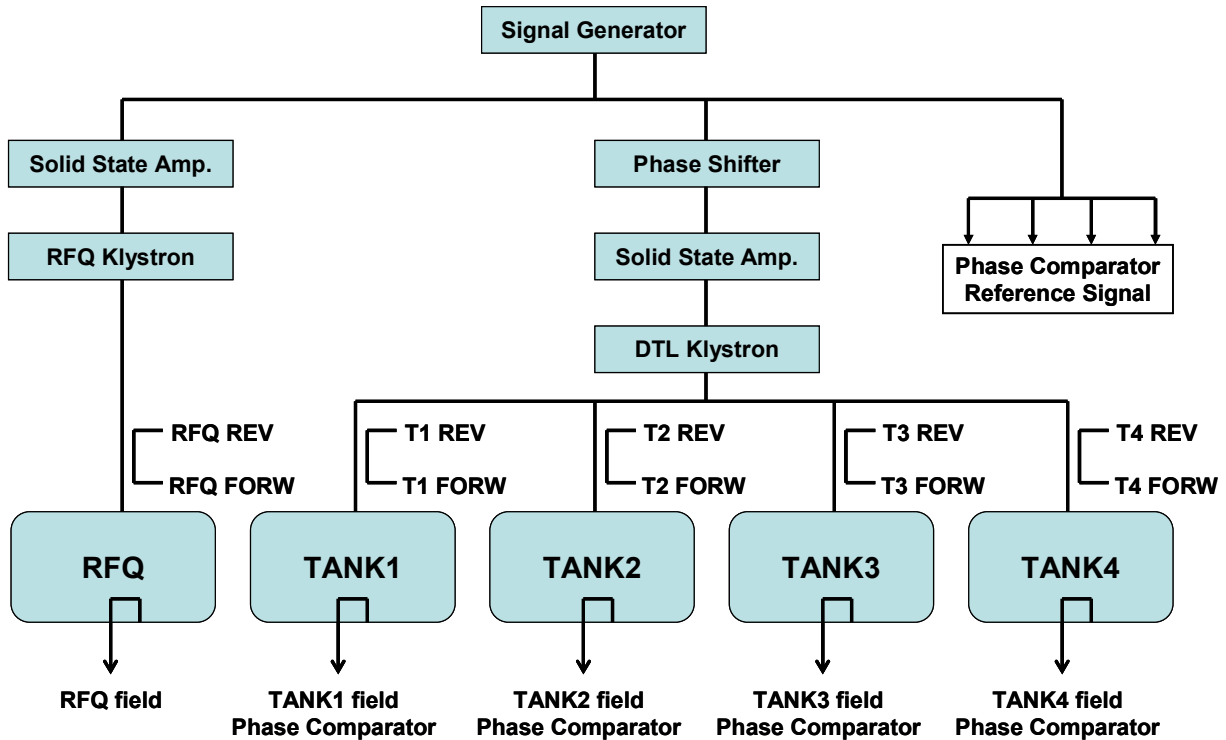 Signal Generator
Solid State Amp.
Phase Shifter
RFQ Klystron
Solid State Amp.
Phase Comparator
Reference Signal
DTL Klystron
RFQ REV
T1 REV
T2 REV
T3 REV
T4 REV
RFQ FORW
T1 FORW
T2 FORW
T3 FORW
T4 FORW
RFQ
TANK1
TANK2
TANK3
TANK4
RFQ field
TANK1 field
Phase Comparator
TANK2 field
Phase Comparator
TANK3 field
Phase Comparator
TANK4 field
Phase Comparator